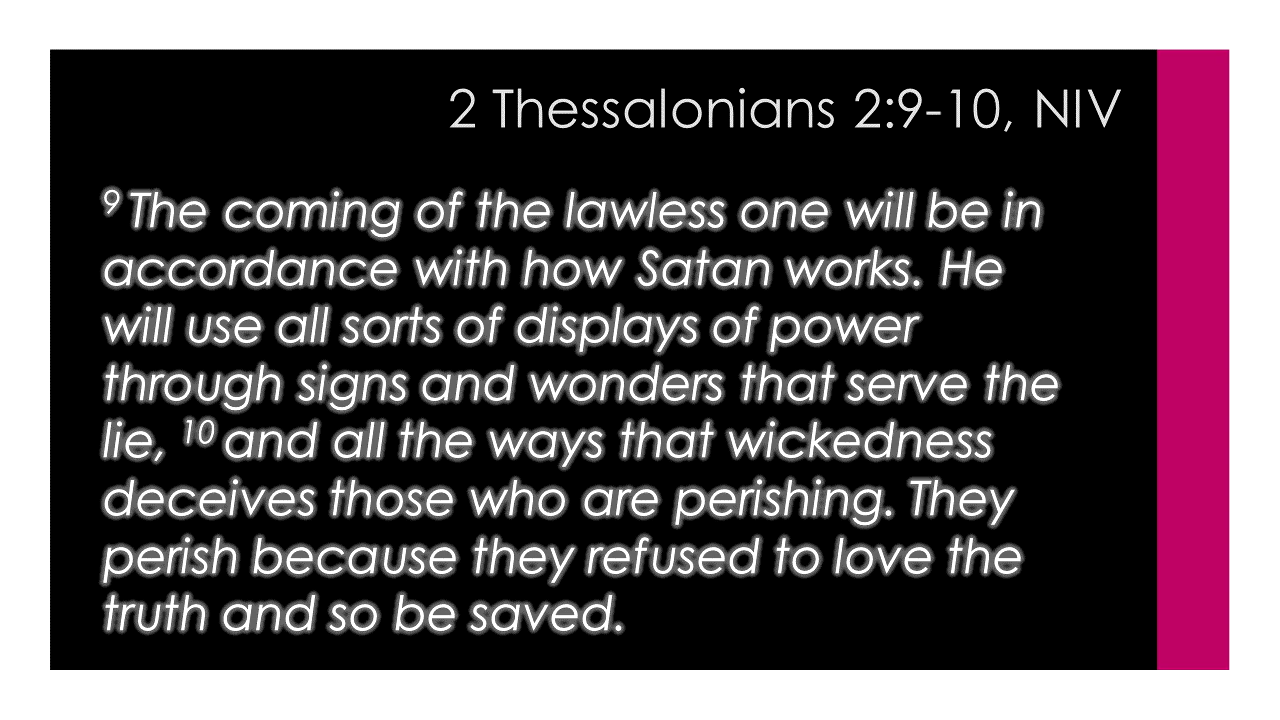 2 Thessalonians 2:9-10, NIV
9 The coming of the lawless one will be in
accordance with how Satan works. He
will use all sorts of displays of power
through signs and wonders that serve the
lie, 10 and all the ways that wickedness
deceives those who are perishing. They
perish because they refused to love the
truth and so be saved.